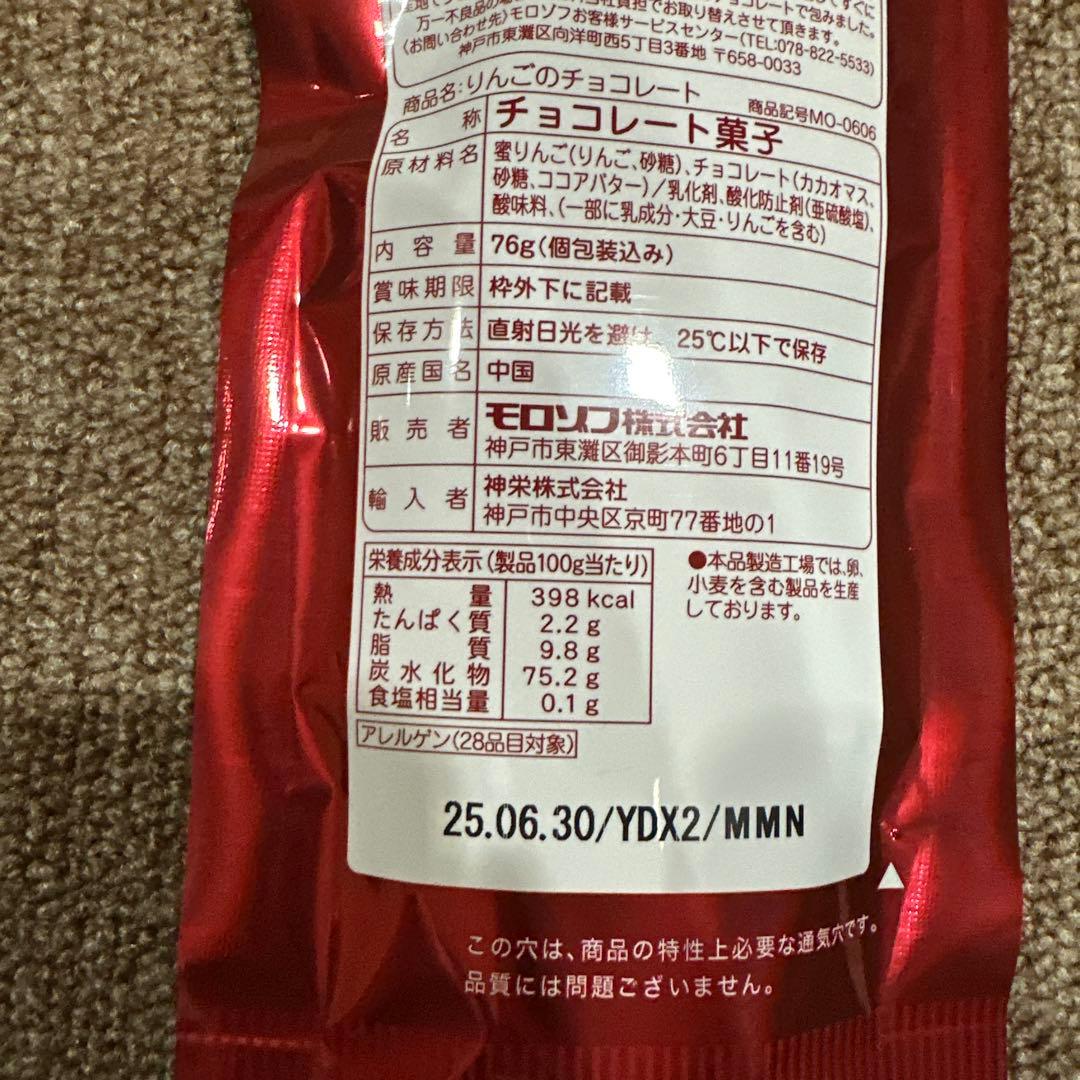 チョコレートで包みました。
万一不良品の
社負担でお取り替えさせて頂きます。
〈お問い合わせ先〉モロゾフお客様サービスセンター(TEL:078-822-5533)
神戸市東灘区向洋町西5丁目3番地 〒658-0033
商品名:りんごのチョコレート 商品記号MO-0606
名称 チョコレート菓子
原材料名 蜜りんご(りんご、砂糖)、チョコレート(カカオマス、
砂糖、ココアバター)/乳化剤、酸化防止剤(亜硫酸塩)、
酸味料、(一部に乳成分・大豆・りんごを含む)
内容量 76g(個包装込み)
賞味期限 枠外下に記載
保存方法 直射日光を避け 25℃以下で保存
原産国名 中国
販売者 モロゾフ株式会社
神戸市東灘区御影本町6丁目11番19号
輸入者 神栄株式会社
神戸市中央区京町77番地の1
栄養成分表示(製品100g当たり)
熱量 398 kcal
たんぱく質 2.2 g
脂質 9.8 g
炭水化物 75.2 g
食塩相当量 0.1 g
●本品製造工場では、卵、
小麦を含む製品を生産
しております。
アレルゲン(28品目対象)
25.06.30/YDX2/MMN
この穴は、商品の特性上必要な通気穴です。
品質には問題ございません。